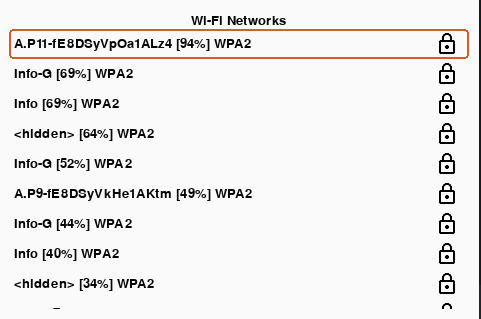 Wi-Fi Networks
A.P11-fE8DSyVpOa1ALz4 [94%] WPA2
Info-G [69%] WPA2
Info [69%] WPA2
<hidden> [64%] WPA2
Info-G [52%] WPA2
A.P9-fE8DSyVkHe1AKtm [49%] WPA2
Info-G [44%] WPA2
Info [40%] WPA2
<hidden> [34%] WPA2